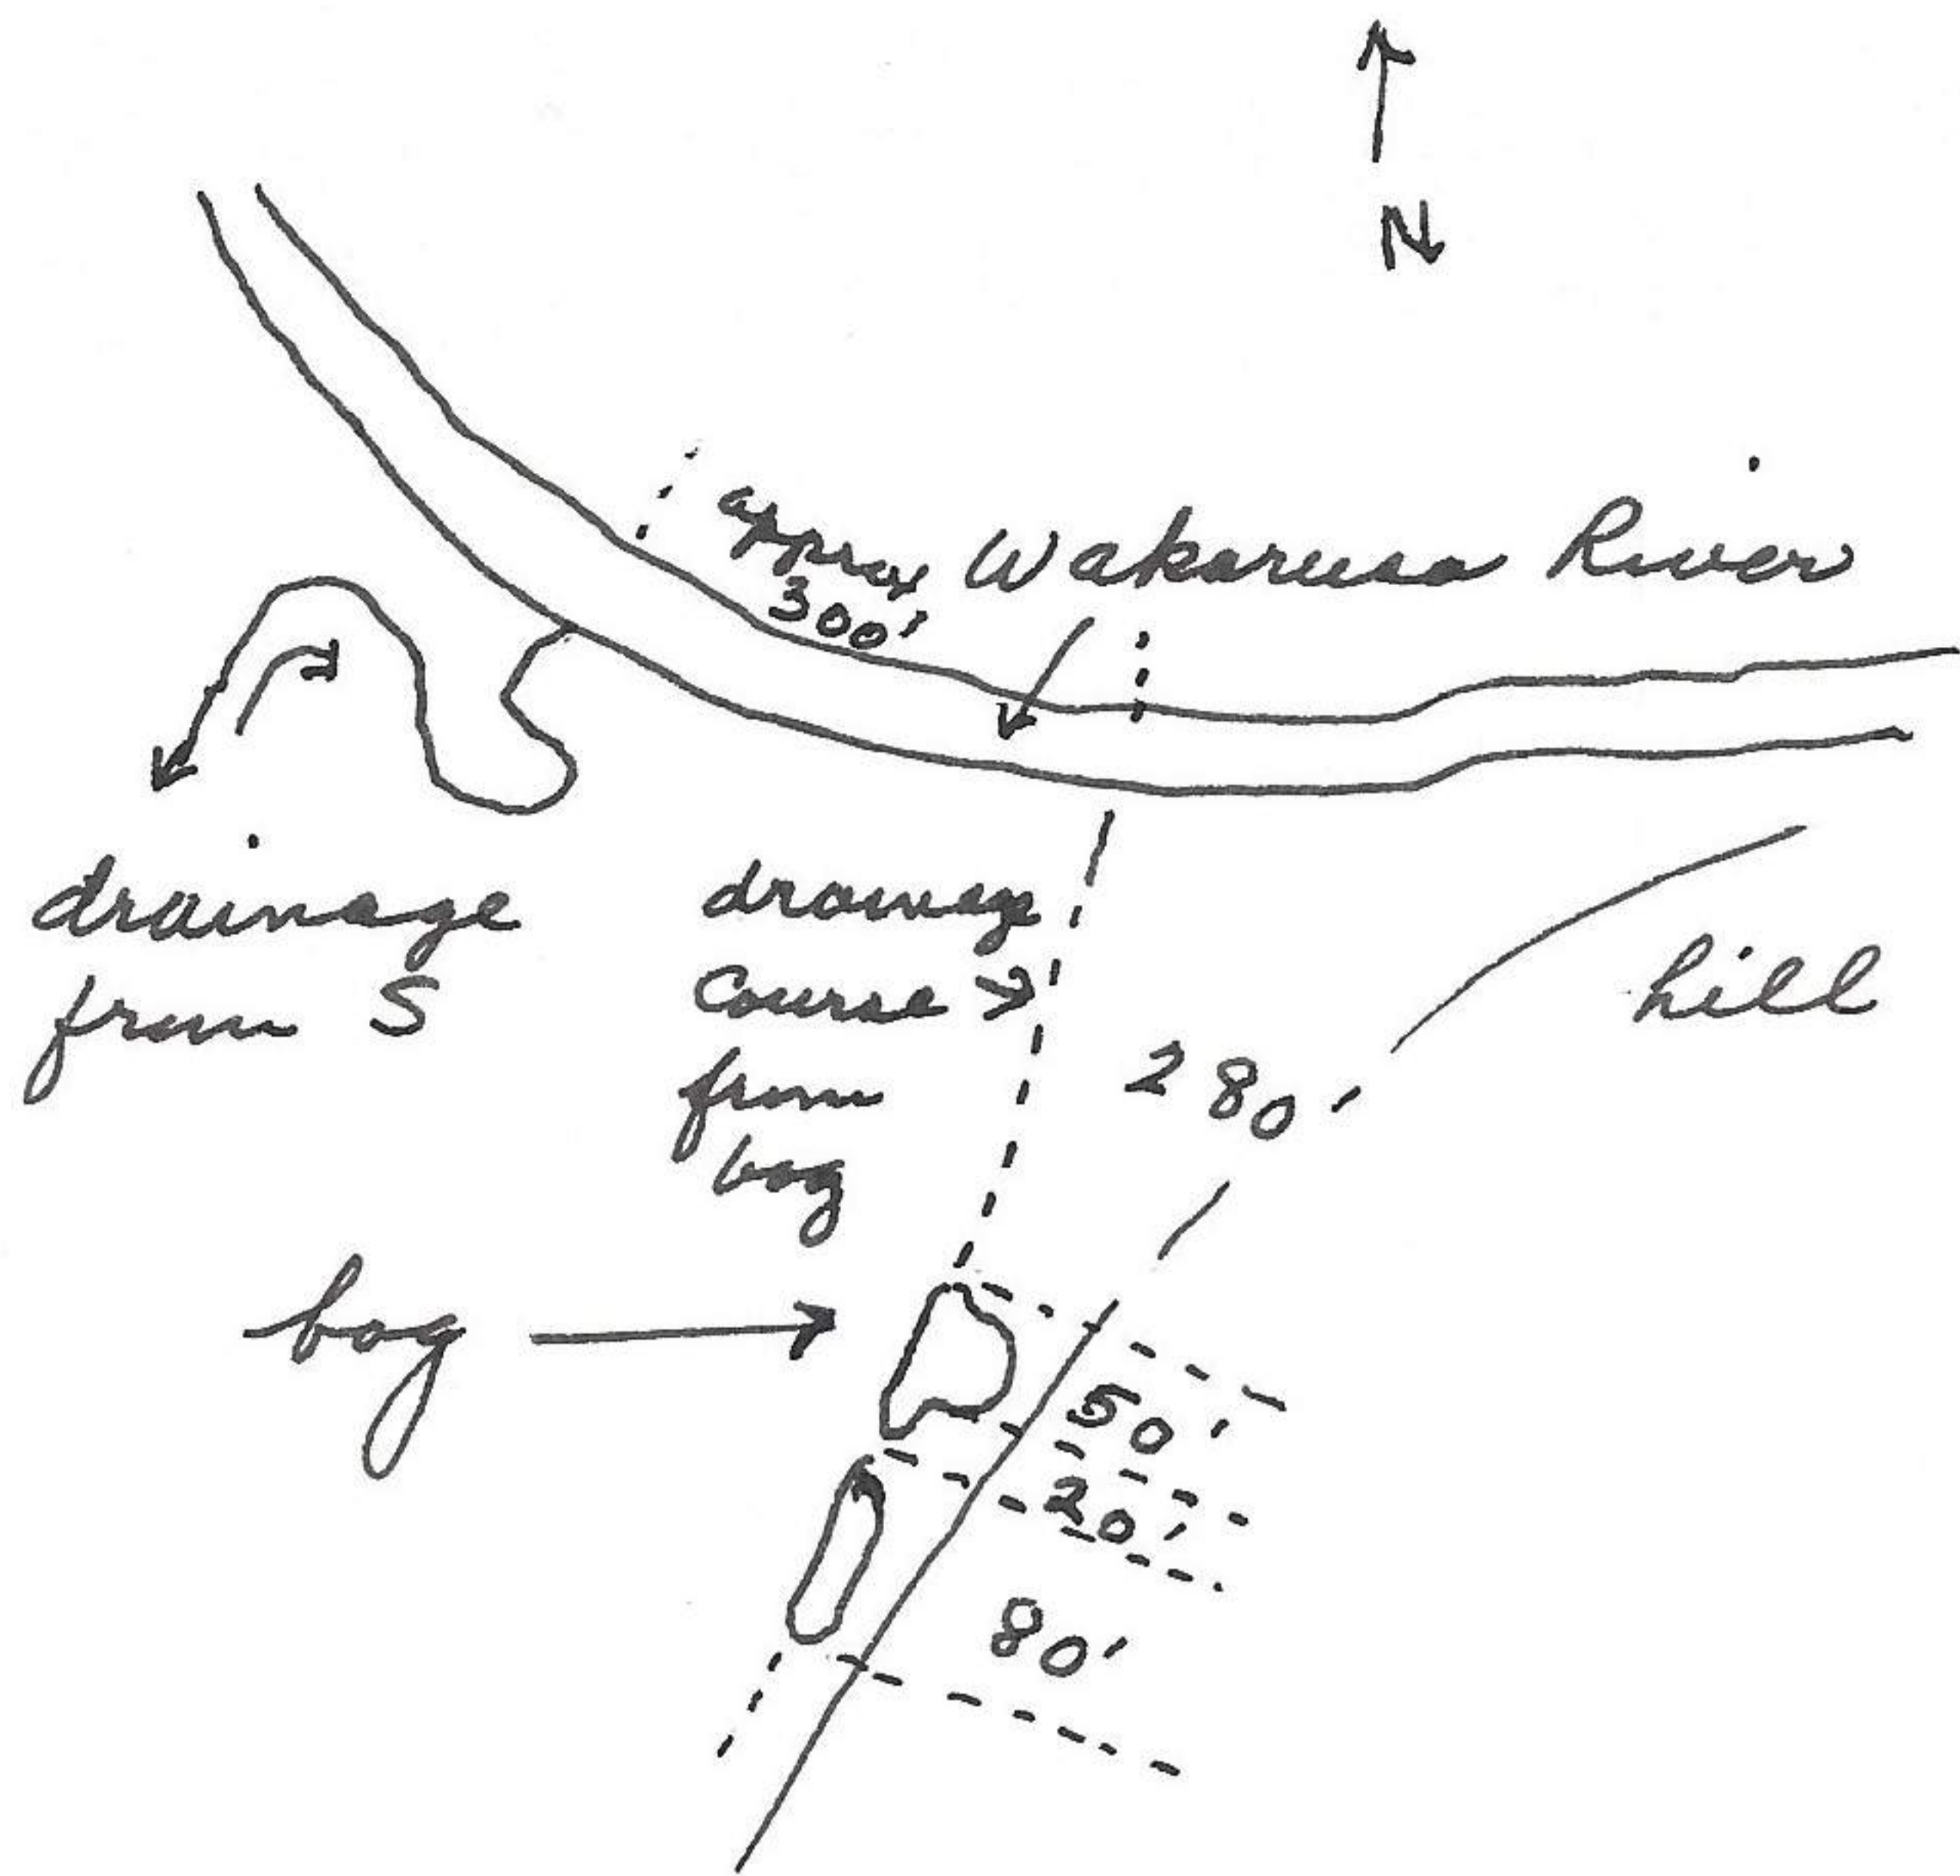 N
approx
300'
Wakarusa River
drainage
from S
drainage
course
from
bog
hill
280'
bog
50'
20'
80'